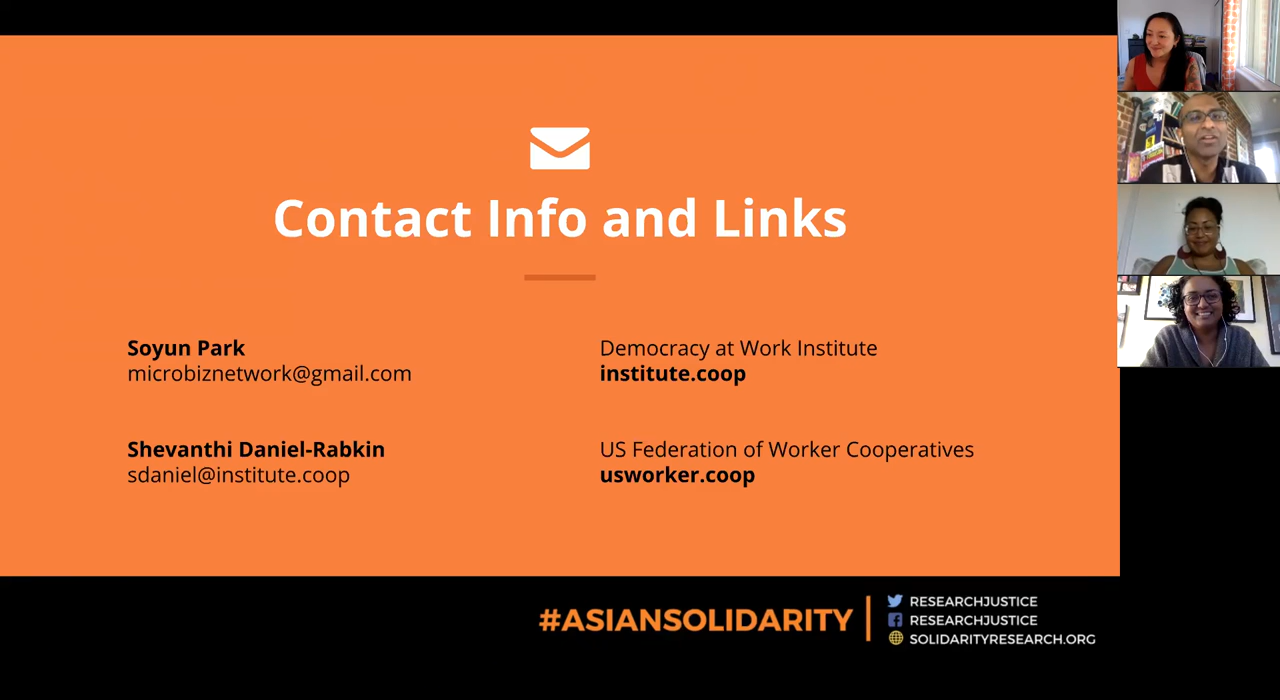 Contact Info and Links
Soyun Park
microbiznetwork@gmail.com
Shevanthi Daniel-Rabkin
sdaniel@institute.coop
Democracy at Work Institute
institute.coop
US Federation of Worker Cooperatives
usworker.coop
#ASIANSOLIDARITY
RESEARCHJUSTICE
RESEARCHJUSTICE
SOLIDARITYRESEARCH.ORG